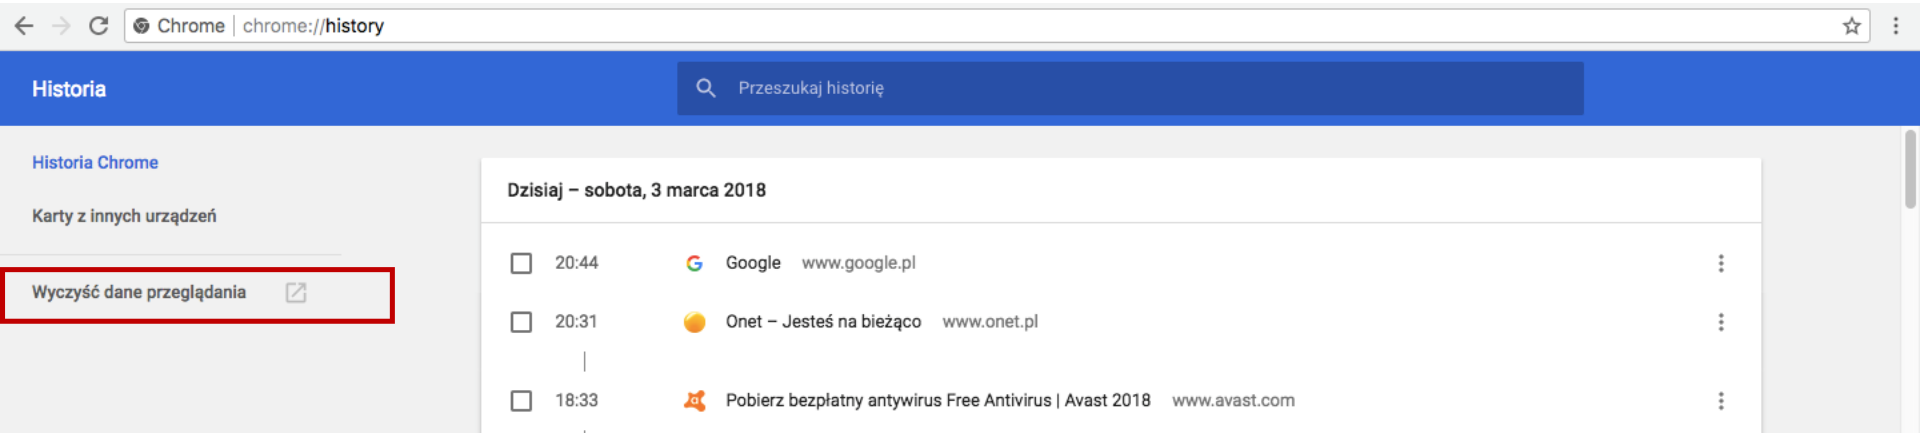 Chrome | chrome://history
Historia
Przeszukaj historię
Historia Chrome
Karty z innych urządzeń
Wyczyść dane przeglądania
Dzisiaj – sobota, 3 marca 2018
20:44 Google www.google.pl
20:31 Onet – Jesteś na bieżąco www.onet.pl
18:33 Pobierz bezpłatny antywirus Free Antivirus | Avast 2018 www.avast.com